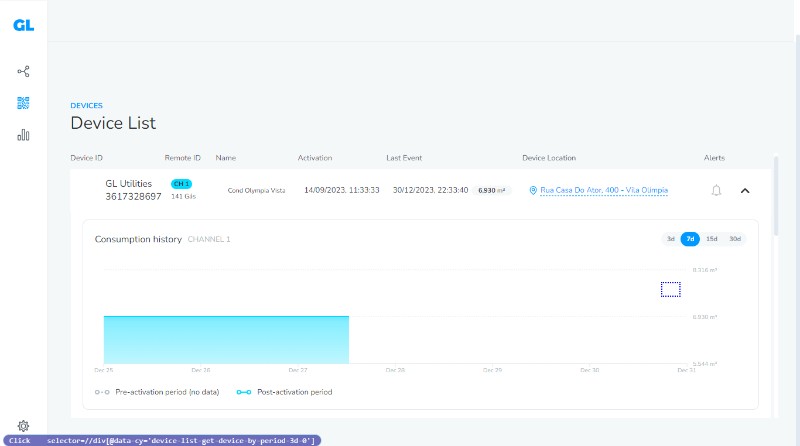 GL
DEVICES
Device List
Device ID Remote ID Name Activation Last Event Device Location Alerts
GL Utilities CH 1
3617328697 141 Gás Cond Olympia Vista 14/09/2023, 11:33:33 30/12/2023, 22:33:40 6.930 m³ Rua Casa Do Ator, 400 - Vila Olímpia
Consumption history CHANNEL 1 3d 7d 15d 30d
8.316 m³
6.930 m³
5.544 m³
Dec 25 Dec 26 Dec 27 Dec 28 Dec 29 Dec 30 Dec 31
Pre-activation period (no data) Post-activation period
Click selector=//div[@data-cy='device-list-get-device-by-period-3d-0']